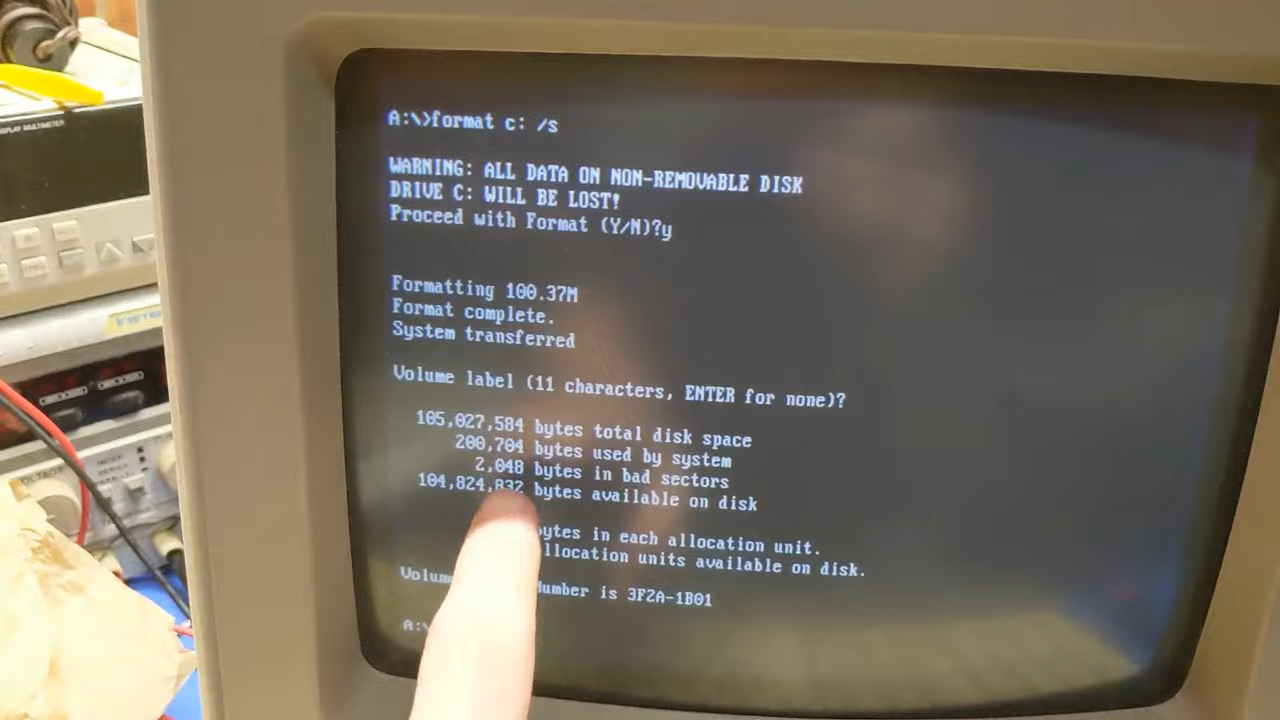 A:\>format c: /s
WARNING: ALL DATA ON NON-REMOVABLE DISK
DRIVE C: WILL BE LOST!
Proceed with Format (Y/N)?y
Formatting 100.37M
Format complete.
System transferred
Volume label (11 characters, ENTER for none)?
105,027,584 bytes total disk space
200,704 bytes used by system
2,048 bytes in bad sectors
104,824,832 bytes available on disk
bytes in each allocation unit.
allocation units available on disk.
Volum umber is 3F2A-1B01
A:\
MULTIMETER